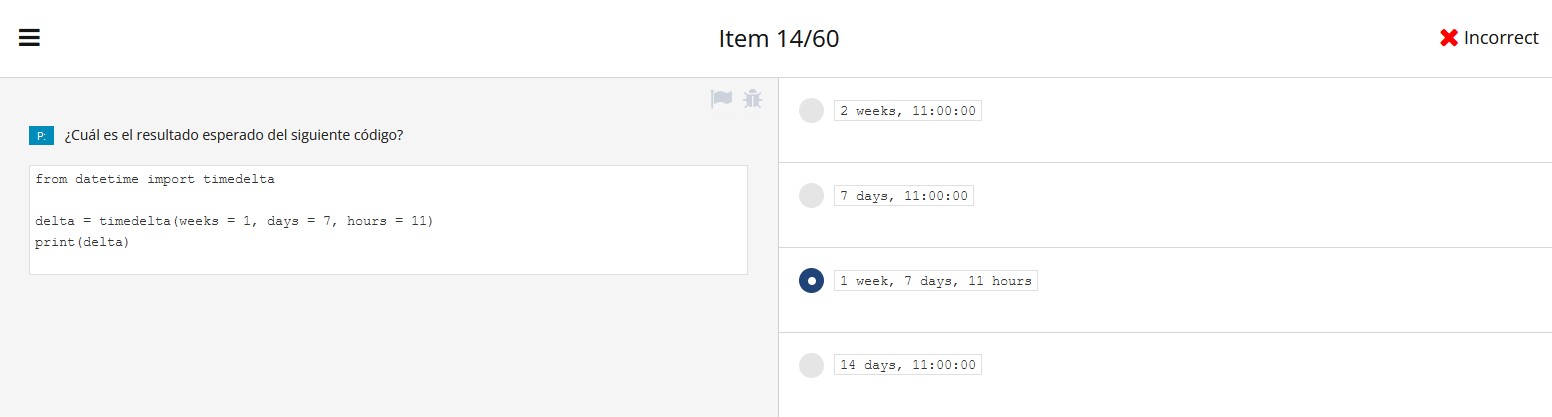 Item 14/60
Incorrect
P: ¿Cuál es el resultado esperado del siguiente código?
from datetime import timedelta
delta = timedelta(weeks = 1, days = 7, hours = 11)
print(delta)
2 weeks, 11:00:00
7 days, 11:00:00
1 week, 7 days, 11 hours
14 days, 11:00:00